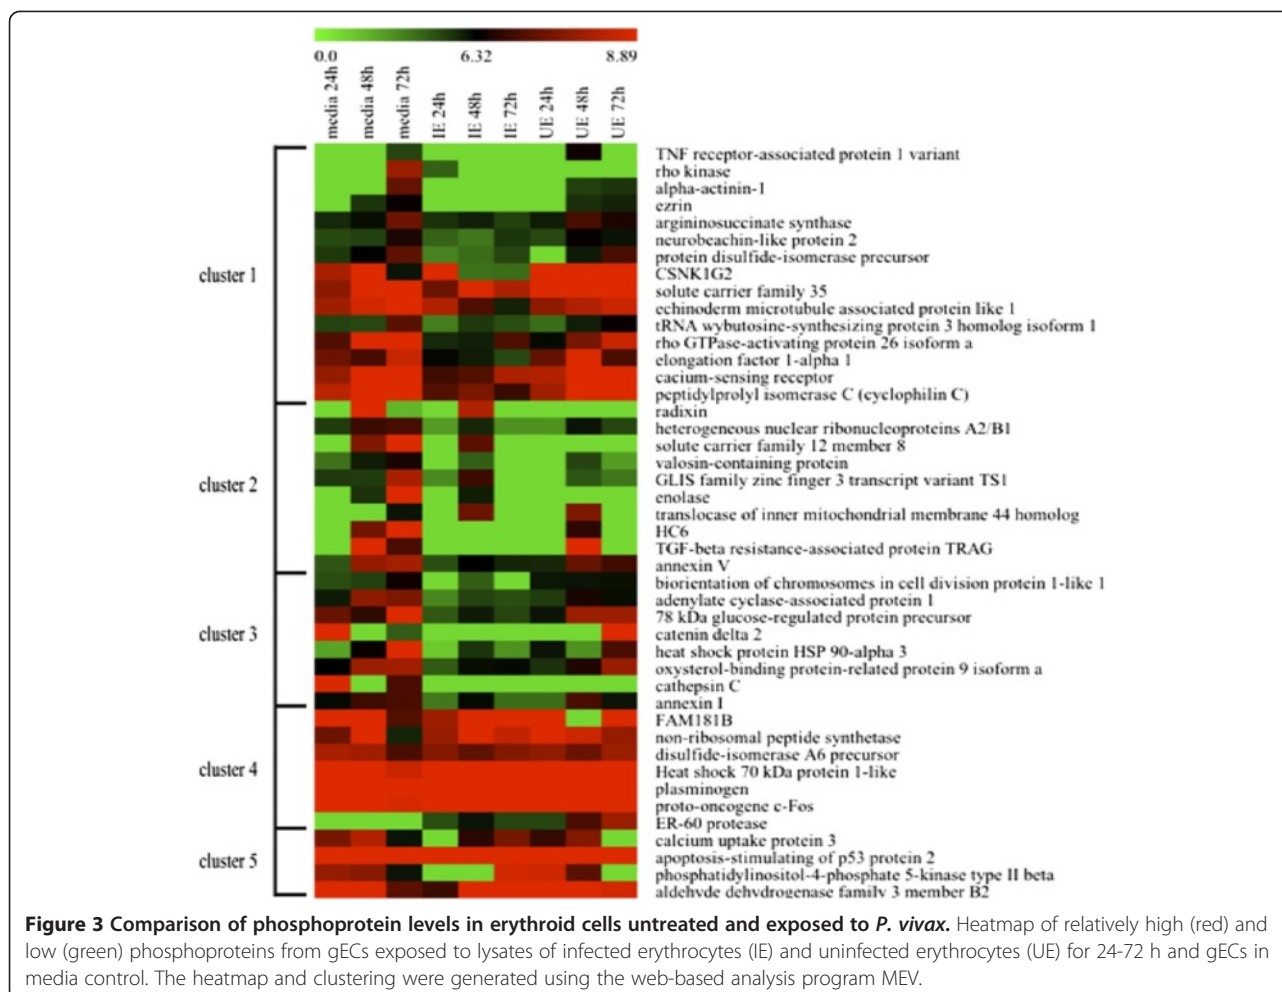 0.0 6.32 8.89
media 24h
media 48h
media 72h
IE 24h
IE 48h
IE 72h
UE 24h
UE 48h
UE 72h
cluster 1
TNF receptor-associated protein 1 variant
rho kinase
alpha-actinin-1
ezrin
argininosuccinate synthase
neurobeachin-like protein 2
protein disulfide-isomerase precursor
CSNK1G2
solute carrier family 35
echinoderm microtubule associated protein like 1
tRNA wybutosine-synthesizing protein 3 homolog isoform 1
rho GTPase-activating protein 26 isoform a
elongation factor 1-alpha 1
cacium-sensing receptor
peptidylprolyl isomerase C (cyclophilin C)
cluster 2
radixin
heterogeneous nuclear ribonucleoproteins A2/B1
solute carrier family 12 member 8
valosin-containing protein
GLIS family zinc finger 3 transcript variant TS1
enolase
translocase of inner mitochondrial membrane 44 homolog
HC6
TGF-beta resistance-associated protein TRAG
annexin V
cluster 3
biorientation of chromosomes in cell division protein 1-like 1
adenylate cyclase-associated protein 1
78 kDa glucose-regulated protein precursor
catenin delta 2
heat shock protein HSP 90-alpha 3
oxysterol-binding protein-related protein 9 isoform a
cathepsin C
annexin I
cluster 4
FAM181B
non-ribosomal peptide synthetase
disulfide-isomerase A6 precursor
Heat shock 70 kDa protein 1-like
plasminogen
proto-oncogene c-Fos
ER-60 protease
cluster 5
calcium uptake protein 3
apoptosis-stimulating of p53 protein 2
phosphatidylinositol-4-phosphate 5-kinase type II beta
aldehyde dehydrogenase family 3 member B2
Figure 3 Comparison of phosphoprotein levels in erythroid cells untreated and exposed to P. vivax. Heatmap of relatively high (red) and
low (green) phosphoproteins from gECs exposed to lysates of infected erythrocytes (IE) and uninfected erythrocytes (UE) for 24-72 h and gECs in
media control. The heatmap and clustering were generated using the web-based analysis program MEV.